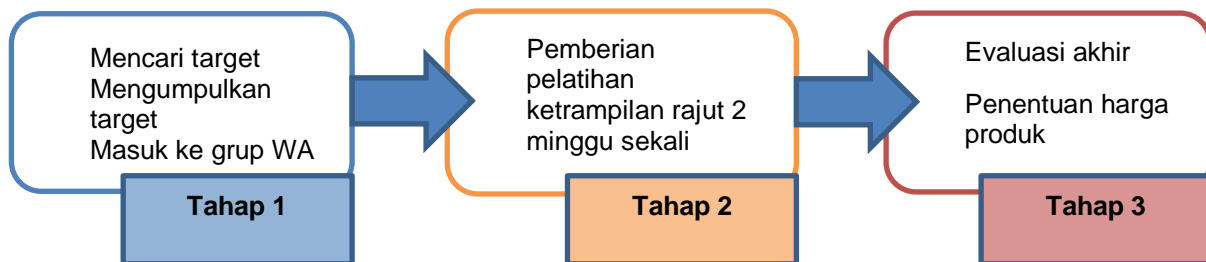 Mencari target
Mengumpulkan
target
Masuk ke grup WA
Tahap 1
Pemberian
pelatihan
ketrampilan rajut 2
minggu sekali
Tahap 2
Evaluasi akhir
Penentuan harga
produk
Tahap 3